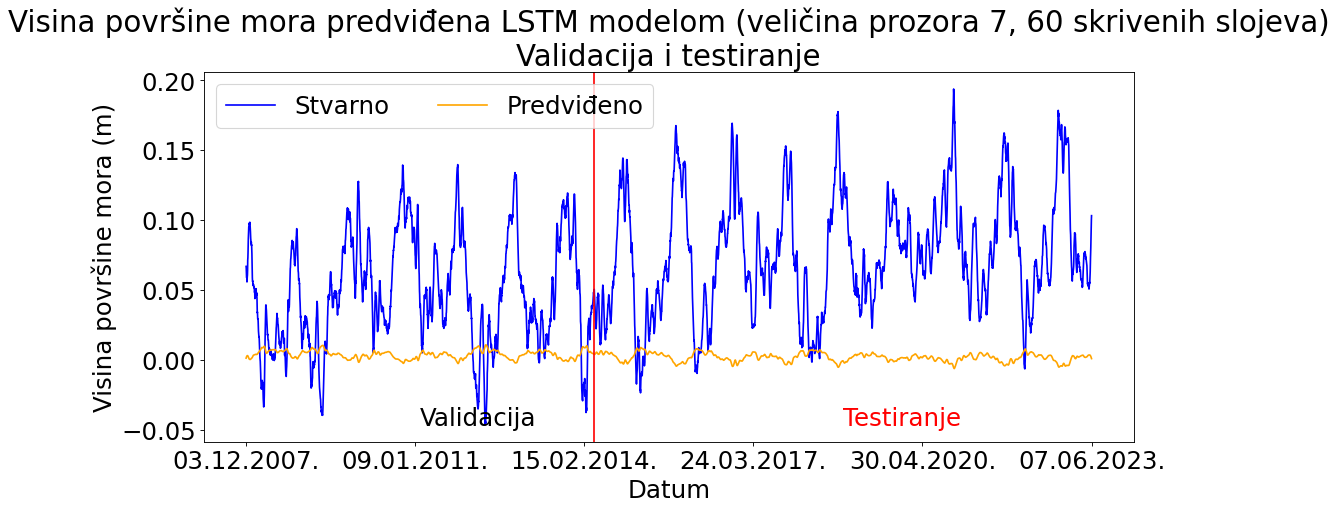 Visina površine mora predviđena LSTM modelom (veličina prozora 7, 60 skrivenih slojeva)
Validacija i testiranje
Stvarno
Predviđeno
Visina površine mora (m)
0.20
0.15
0.10
0.05
0.00
−0.05
Validacija
Testiranje
03.12.2007. 09.01.2011. 15.02.2014. 24.03.2017. 30.04.2020. 07.06.2023.
Datum